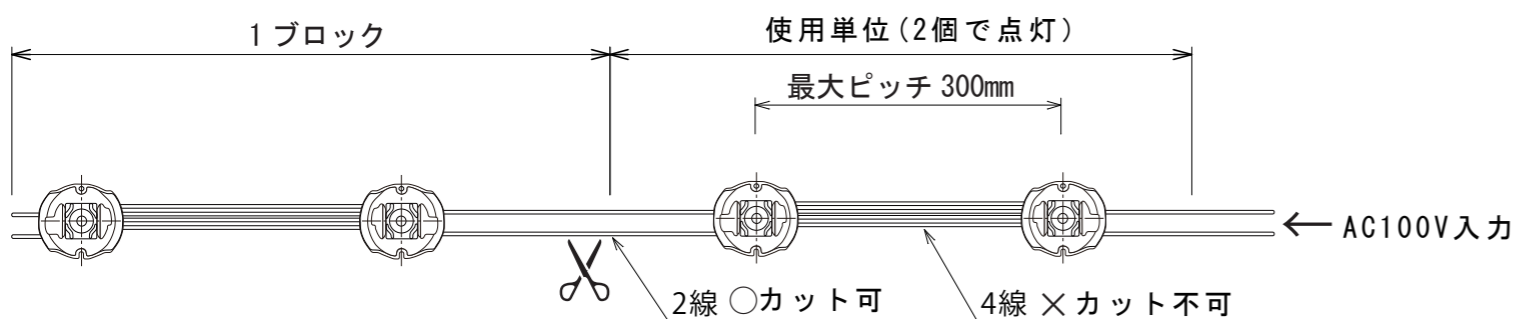 1 ブロック
使用単位(2個で点灯)
最大ピッチ 300mm
AC100V入力
2線 ○カット可
4線 ×カット不可